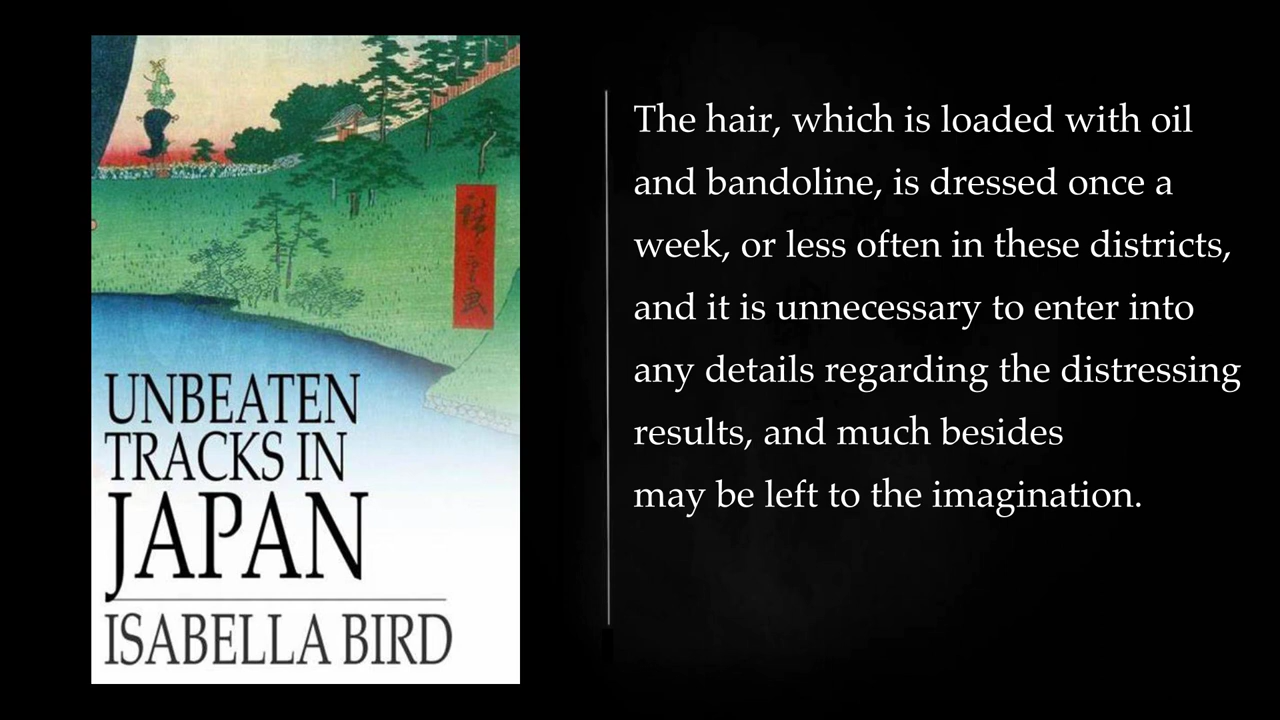 UNBEATEN
TRACKS IN
JAPAN
ISABELLA BIRD
The hair, which is loaded with oil
and bandoline, is dressed once a
week, or less often in these districts,
and it is unnecessary to enter into
any details regarding the distressing
results, and much besides
may be left to the imagination.